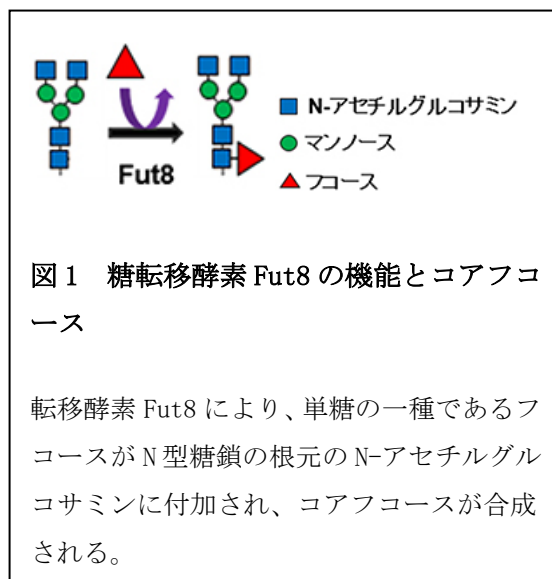 N-アセチルグルコサミン
マンノース
フコース
Fut8
図1 糖転移酵素 Fut8 の機能とコアフコ
ース
転移酵素 Fut8 により、単糖の一種であるフ
コースが N 型糖鎖の根元の N-アセチルグル
コサミンに付加され、コアフコースが合成
される。